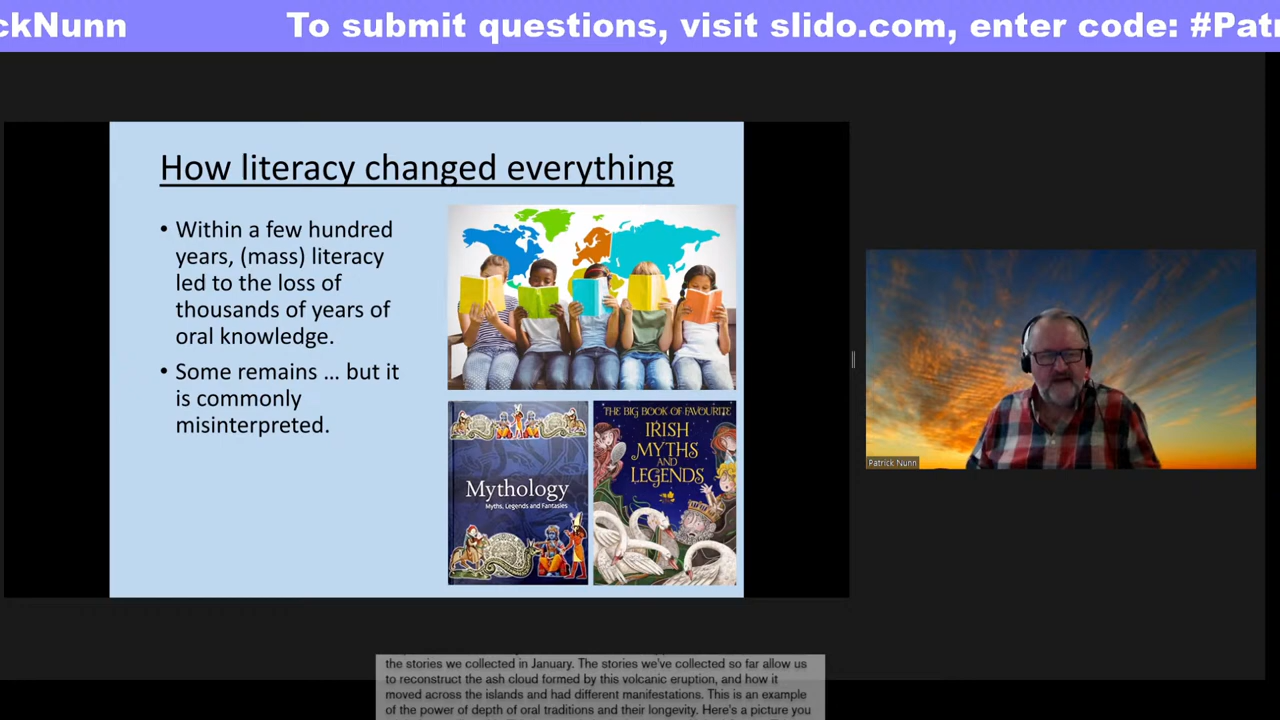 ckNunn To submit questions, visit slido.com, enter code: #Patr
How literacy changed everything
• Within a few hundred
years, (mass) literacy
led to the loss of
thousands of years of
oral knowledge.
• Some remains … but it
is commonly
misinterpreted.
Mythology
Myths, Legends and Fantasies
THE BIG BOOK OF FAVOURITE
IRISH
MYTHS
AND
LEGENDS
Patrick Nunn
the stories we collected in January. The stories we've collected so far allow us
to reconstruct the ash cloud formed by this volcanic eruption, and how it
moved across the islands and had different manifestations. This is an example
of the power of depth of oral traditions and their longevity. Here's a picture you